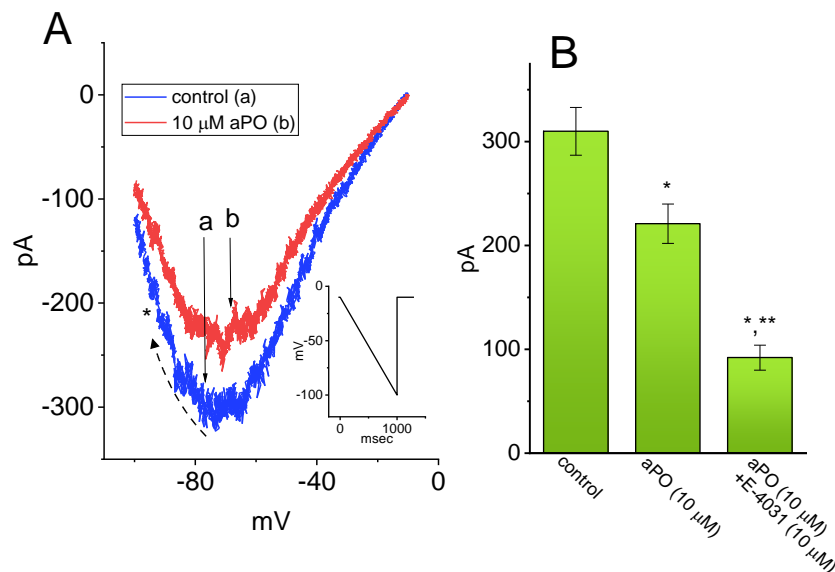 A
control (a)
10 μM aPO (b)
0
-100
-200
-300
pA
a
b
*
-80
-40
0
mV
0
-50
-100
mV
0
1000
msec
B
300
200
100
0
pA
*
*,**
control
aPO (10 μM)
aPO (10 μM)
+E-4031 (10 μM)